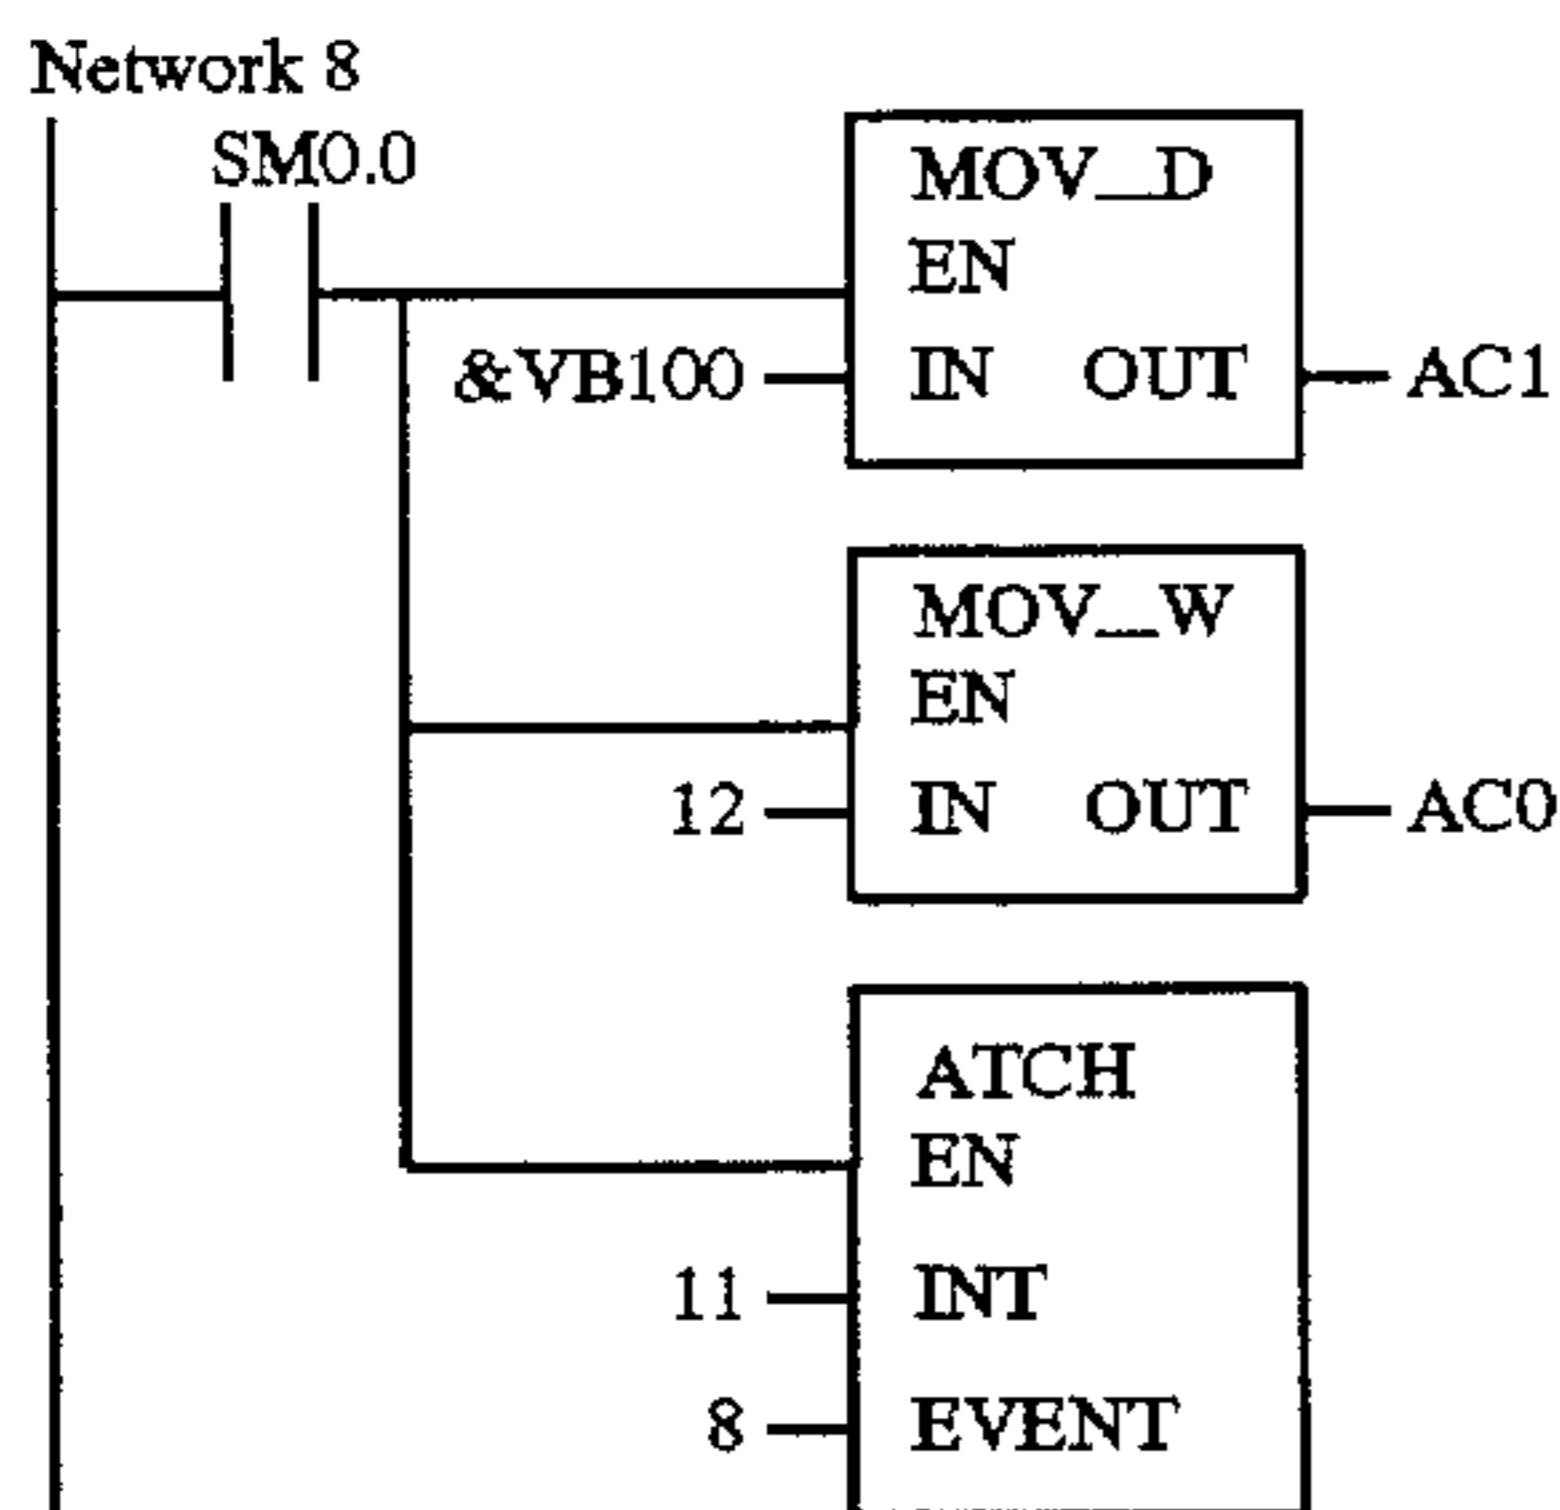 Network 8
SM0.0
MOV_D
EN
&VB100 IN OUT AC1
MOV_W
EN
12 IN OUT AC0
ATCH
EN
11 INT
8 EVENT